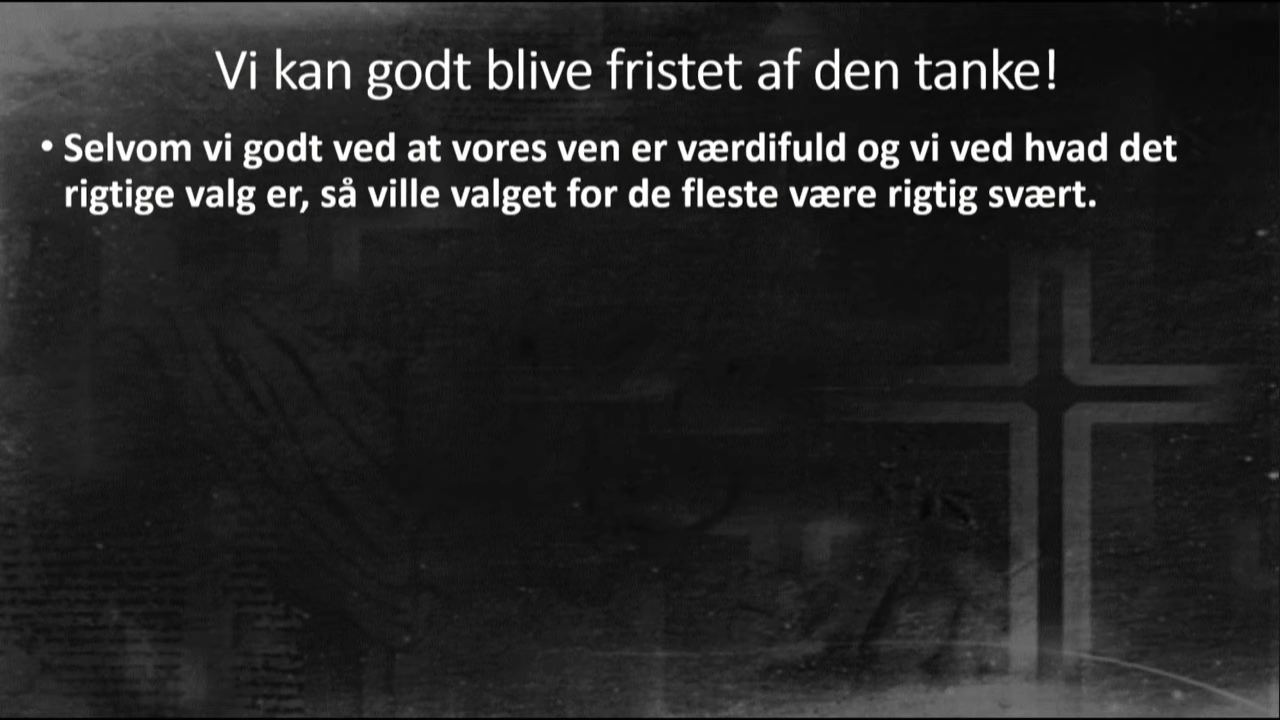 Vi kan godt blive fristet af den tanke!
• Selvom vi godt ved at vores ven er værdifuld og vi ved hvad det
rigtige valg er, så ville valget for de fleste være rigtig svært.